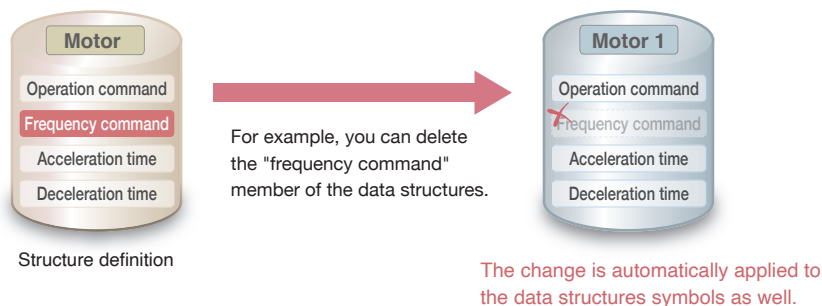 Motor
Operation command
Frequency command
Acceleration time
Deceleration time
Structure definition
For example, you can delete
the "frequency command"
member of the data structures.
Motor 1
Operation command
Frequency command
Acceleration time
Deceleration time
The change is automatically applied to
the data structures symbols as well.